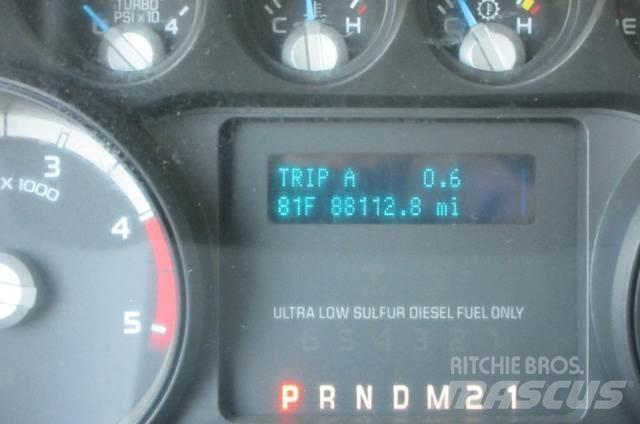 TURBO
PSI x 10
4
C H
C H
E
3
X 1000
4
5
TRIP A 0.6
81F 88112.8 mi
ULTRA LOW SULFUR DIESEL FUEL ONLY
6 5 4 3 2 1
P R N D M 2 1
RITCHIE BROS.
MASCUS